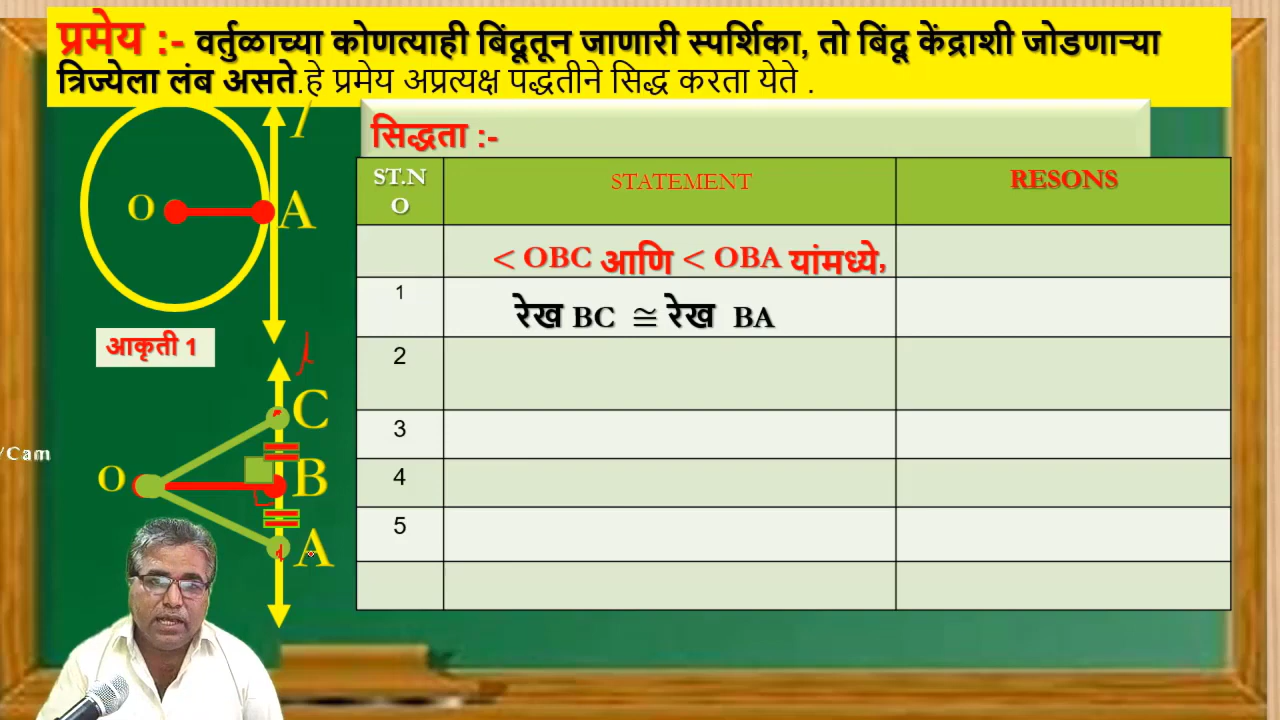 प्रमेय :- वर्तुळाच्या कोणत्याही बिंदूतून जाणारी स्पर्शिका, तो बिंदू केंद्राशी जोडणाऱ्या
त्रिज्येला लंब असते.हे प्रमेय अप्रत्यक्ष पद्धतीने सिद्ध करता येते .
l
O
A
आकृती 1
सिद्धता :-
ST.N
O
STATEMENT
RESONS
< OBC आणि < OBA यांमध्ये,
1
रेख BC ≅ रेख BA
2
3
4
5
C
O
B
A
/Cam